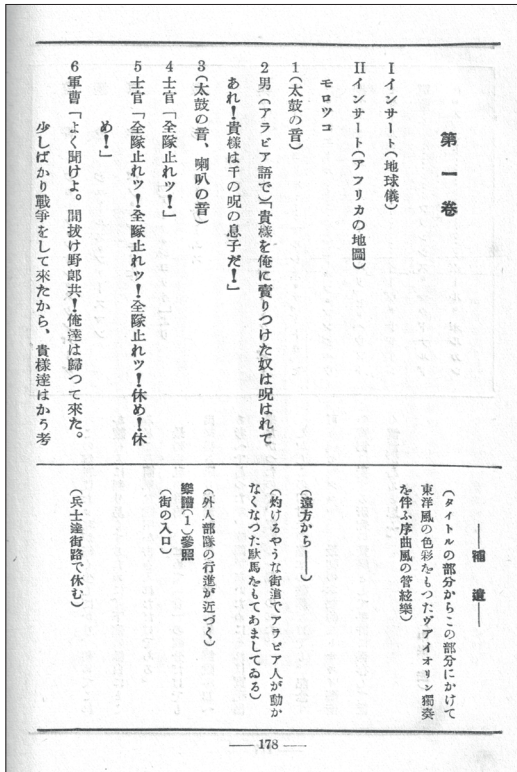 第一巻
Iインサート(地球儀)
IIインサート(アフリカの地圖)
モロツコ
1(太鼓の音)
2男(アラビア語で)「貴樣を俺に賣りつけた奴は呪はれて
あれ!貴樣は千の呪の息子だ!」
3(太鼓の音、喇叭の音)
4士官「全隊止れツ!」
5士官「全隊止れツ!全隊止れツ!全隊止れツ!休め!休
め!」
6軍曹「よく聞けよ。間拔け野郎共!俺達は歸つて來た。
少しばかり戰爭をして來たから、貴樣達はかう考
——補遺——
(タイトルの部分からこの部分にかけて
東洋風の色彩をもつたヴアイオリン獨奏
を伴ふ序曲風の管絃樂)
(遠方から——)
(灼けるやうな街道でアラビア人が動か
なくなつた馱馬をもてあましてゐる)
(外人部隊の行進が近づく)
樂譜(1)參照
(街の入口)
(兵士達街路で休む)
—178—